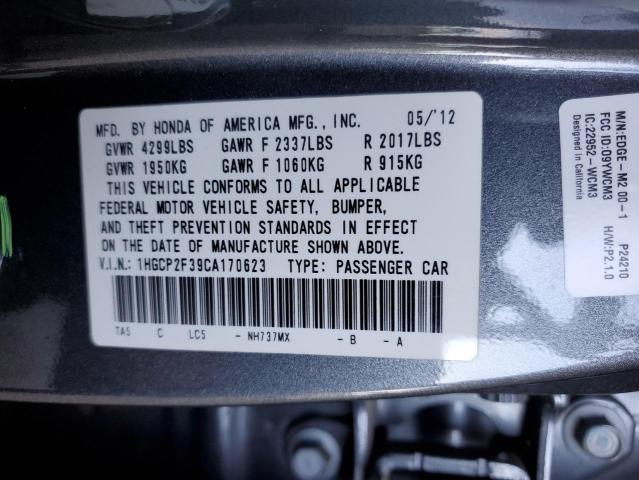 MFD. BY HONDA OF AMERICA MFG., INC. 05/'12
GVWR 4299LBS GAWR F 2337LBS R 2017LBS
GVWR 1950KG GAWR F 1060KG R 915KG
THIS VEHICLE CONFORMS TO ALL APPLICABLE
FEDERAL MOTOR VEHICLE SAFETY, BUMPER,
AND THEFT PREVENTION STANDARDS IN EFFECT
ON THE DATE OF MANUFACTURE SHOWN ABOVE.
V.I.N.: 1HGCP2F39CA170623 TYPE: PASSENGER CAR
TA5 C LC5 - NH737MX - B - A
M/N:EDGE-M2 00-1 P24210
FCC ID:O9YWCM3 H/W:P2.1.0
IC:22952-WCM3
Designed in California